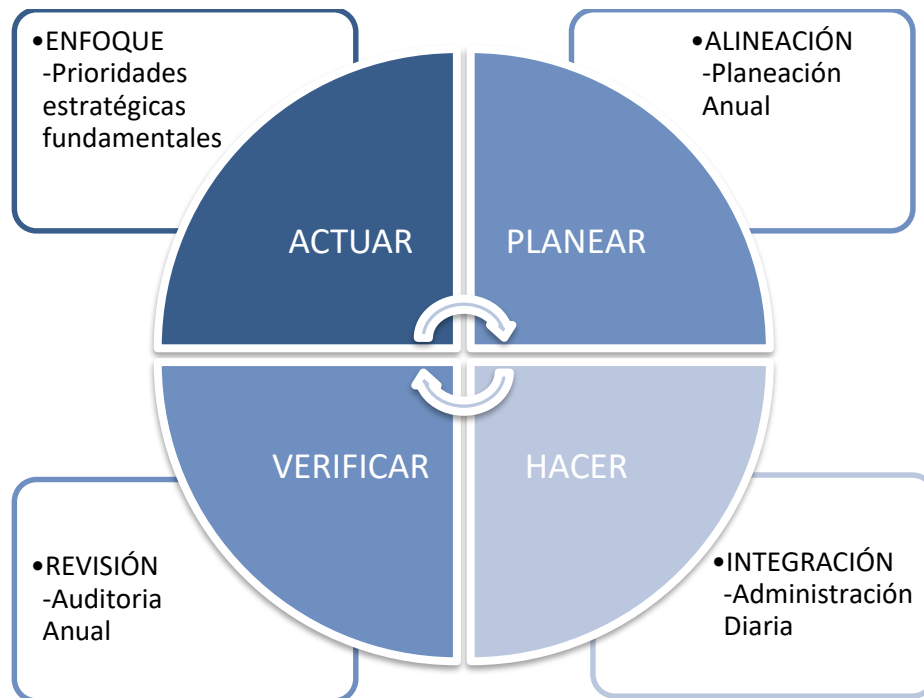 •ENFOQUE
-Prioridades
estratégicas
fundamentales
•ALINEACIÓN
-Planeación
Anual
ACTUAR
PLANEAR
VERIFICAR
HACER
•REVISIÓN
-Auditoria
Anual
•INTEGRACIÓN
-Administración
Diaria